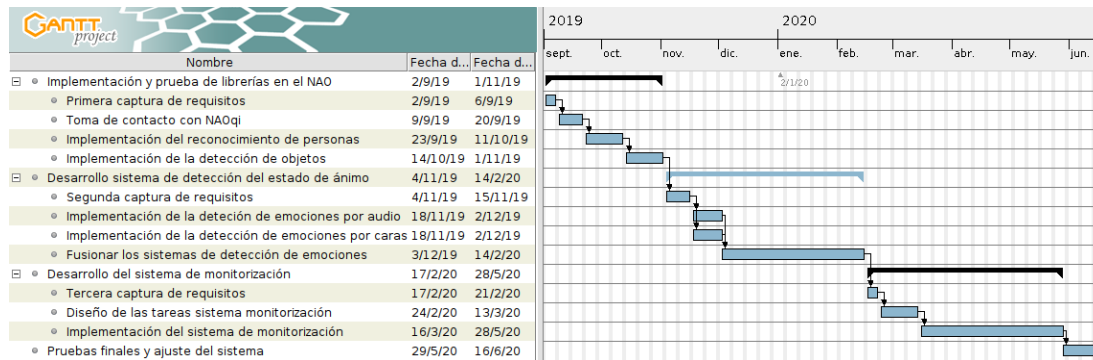 GANTT
project
2019 2020
Nombre Fecha d... Fecha d...
sept. oct. nov. dic. ene. feb. mar. abr. may. jun.
2/1/20
Implementación y prueba de librerías en el NAO 2/9/19 1/11/19
Primera captura de requisitos 2/9/19 6/9/19
Toma de contacto con NAOqi 9/9/19 20/9/19
Implementación del reconocimiento de personas 23/9/19 11/10/19
Implementación de la detección de objetos 14/10/19 1/11/19
Desarrollo sistema de detección del estado de ánimo 4/11/19 14/2/20
Segunda captura de requisitos 4/11/19 15/11/19
Implementación de la deteción de emociones por audio 18/11/19 2/12/19
Implementación de la detección de emociones por caras 18/11/19 2/12/19
Fusionar los sistemas de detección de emociones 3/12/19 14/2/20
Desarrollo del sistema de monitorización 17/2/20 28/5/20
Tercera captura de requisitos 17/2/20 21/2/20
Diseño de las tareas sistema monitorización 24/2/20 13/3/20
Implementación del sistema de monitorización 16/3/20 28/5/20
Pruebas finales y ajuste del sistema 29/5/20 16/6/20